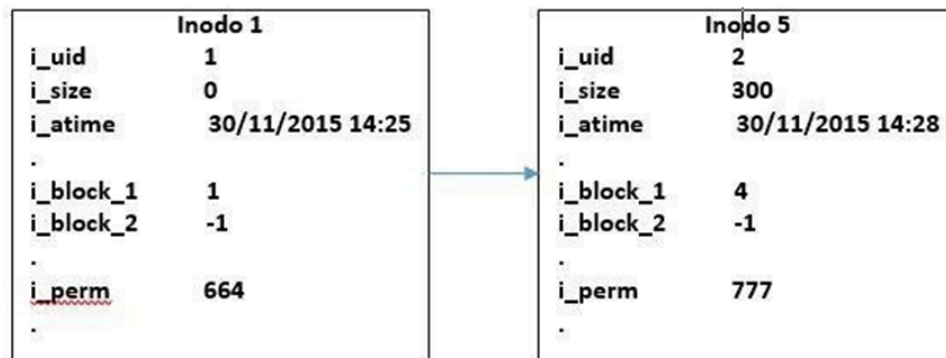 Inodo 1
i_uid 1
i_size 0
i_atime 30/11/2015 14:25
.
i_block_1 1
i_block_2 -1
.
i_perm 664
.
Inodo 5
i_uid 2
i_size 300
i_atime 30/11/2015 14:28
.
i_block_1 4
i_block_2 -1
.
i_perm 777
.